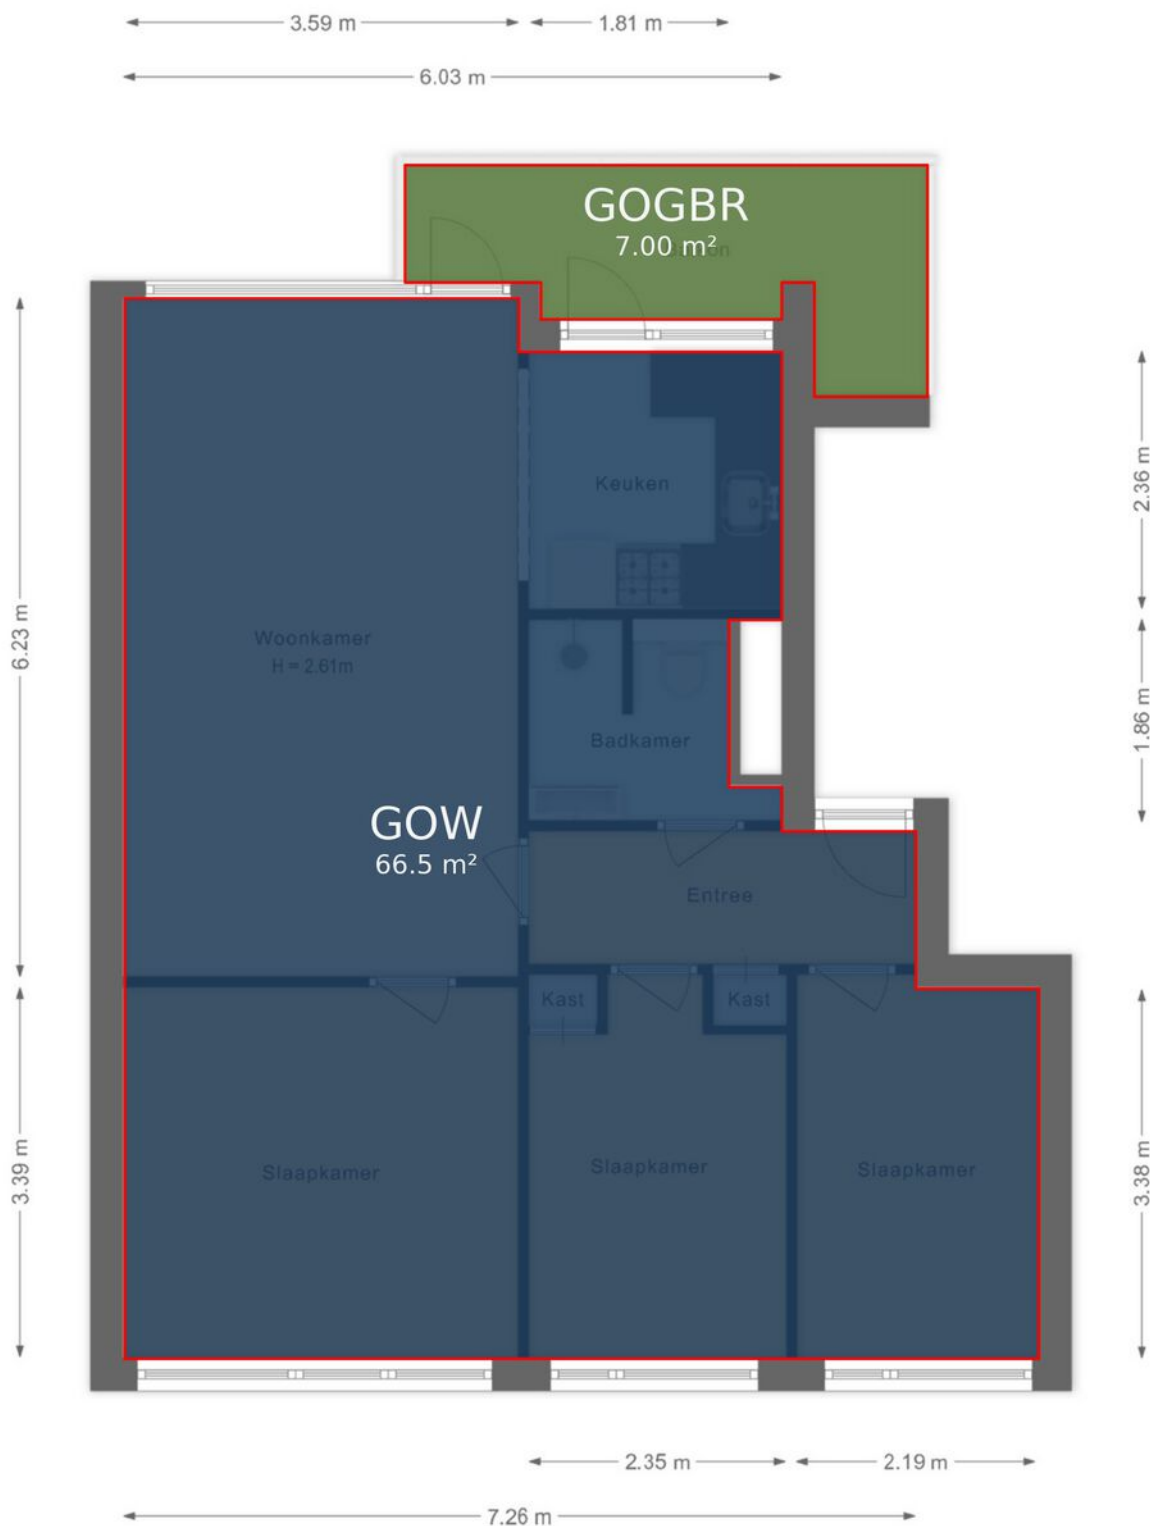 3.59 m
1.81 m
6.03 m
GOGBR
7.00 m²
6.23 m
2.36 m
Keuken
Woonkamer
H = 2.61m
1.86 m
Badkamer
GOW
66.5 m²
Entree
Kast
Kast
3.39 m
3.38 m
Slaapkamer
Slaapkamer
Slaapkamer
2.35 m
2.19 m
7.26 m